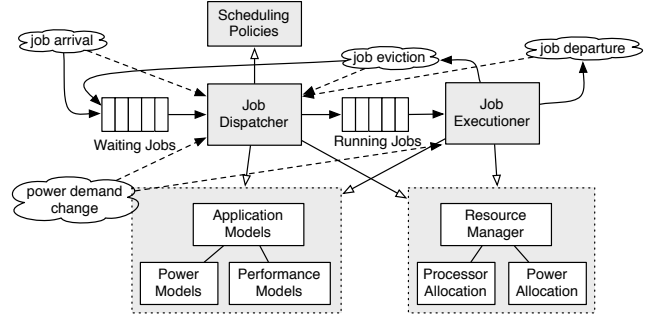 Scheduling
Policies
job arrival
job eviction
job departure
Job
Dispatcher
Job
Executioner
Waiting Jobs
Running Jobs
power demand
change
Application
Models
Resource
Manager
Power
Models
Performance
Models
Processor
Allocation
Power
Allocation